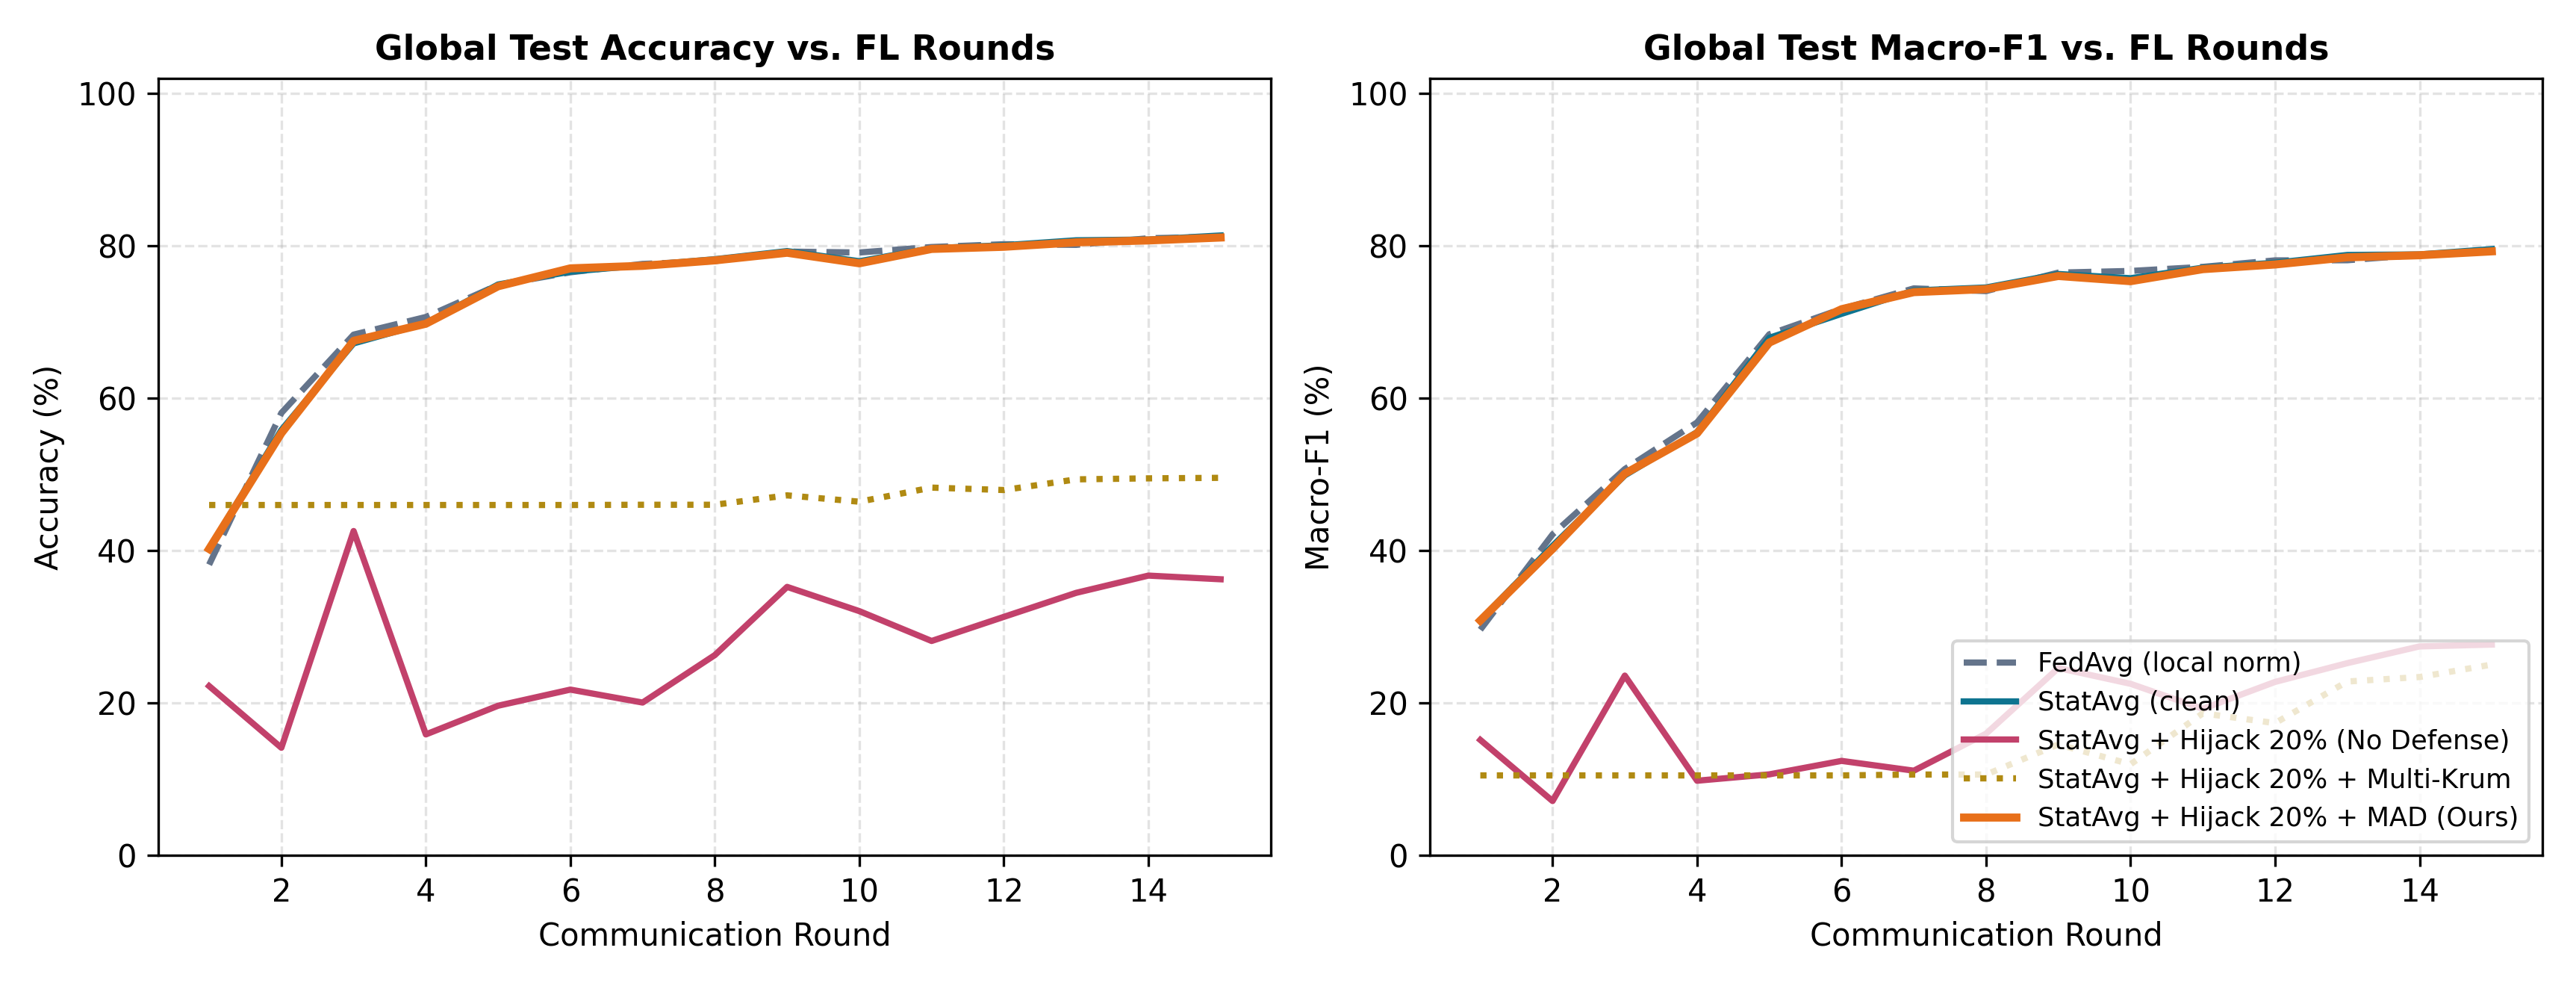 Global Test Accuracy vs. FL Rounds
100
80
60
40
20
0
Accuracy (%)
2 4 6 8 10 12 14
Communication Round
Global Test Macro-F1 vs. FL Rounds
100
80
60
40
20
0
Macro-F1 (%)
FedAvg (local norm)
StatAvg (clean)
StatAvg + Hijack 20% (No Defense)
StatAvg + Hijack 20% + Multi-Krum
StatAvg + Hijack 20% + MAD (Ours)
2 4 6 8 10 12 14
Communication Round